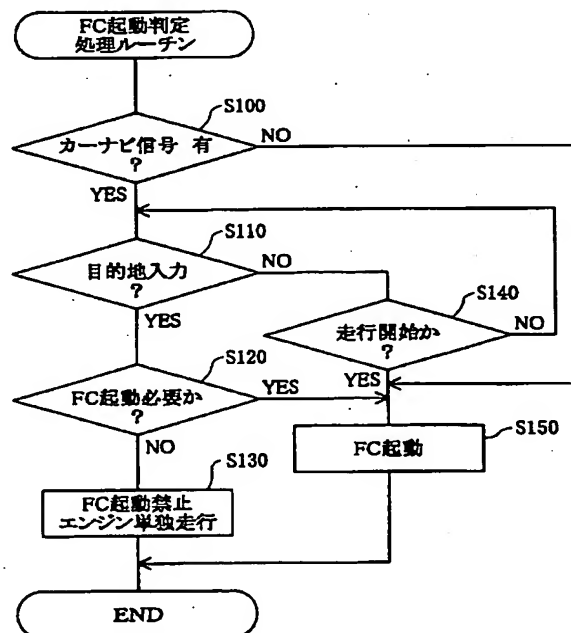 FC起動判定
処理ルーチン
S100
カーナビ信号 有
?
NO
YES
S110
目的地入力
?
NO
YES
S140
走行開始か
?
NO
YES
S120
FC起動必要か
?
YES
NO
S150
FC起動
S130
FC起動禁止
エンジン単独走行
END